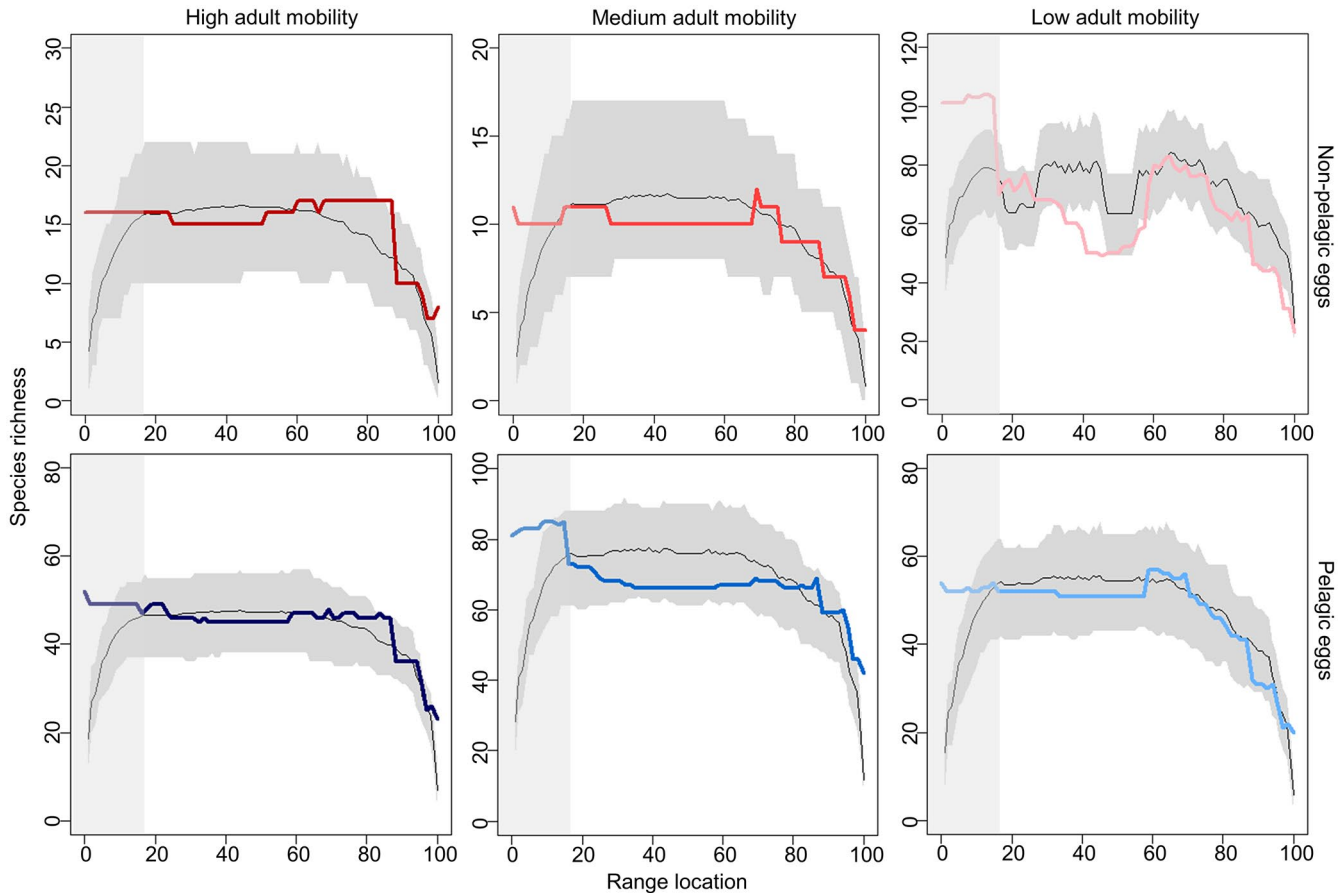 High adult mobility
Medium adult mobility
Low adult mobility
30
25
20
15
10
5
0
0 20 40 60 80 100
20
15
10
5
0
0 20 40 60 80 100
120
100
80
60
40
20
0
0 20 40 60 80 100
Non-pelagic eggs
Species richness
80
60
40
20
0
0 20 40 60 80 100
100
80
60
40
20
0
0 20 40 60 80 100
80
60
40
20
0
0 20 40 60 80 100
Pelagic eggs
Range location